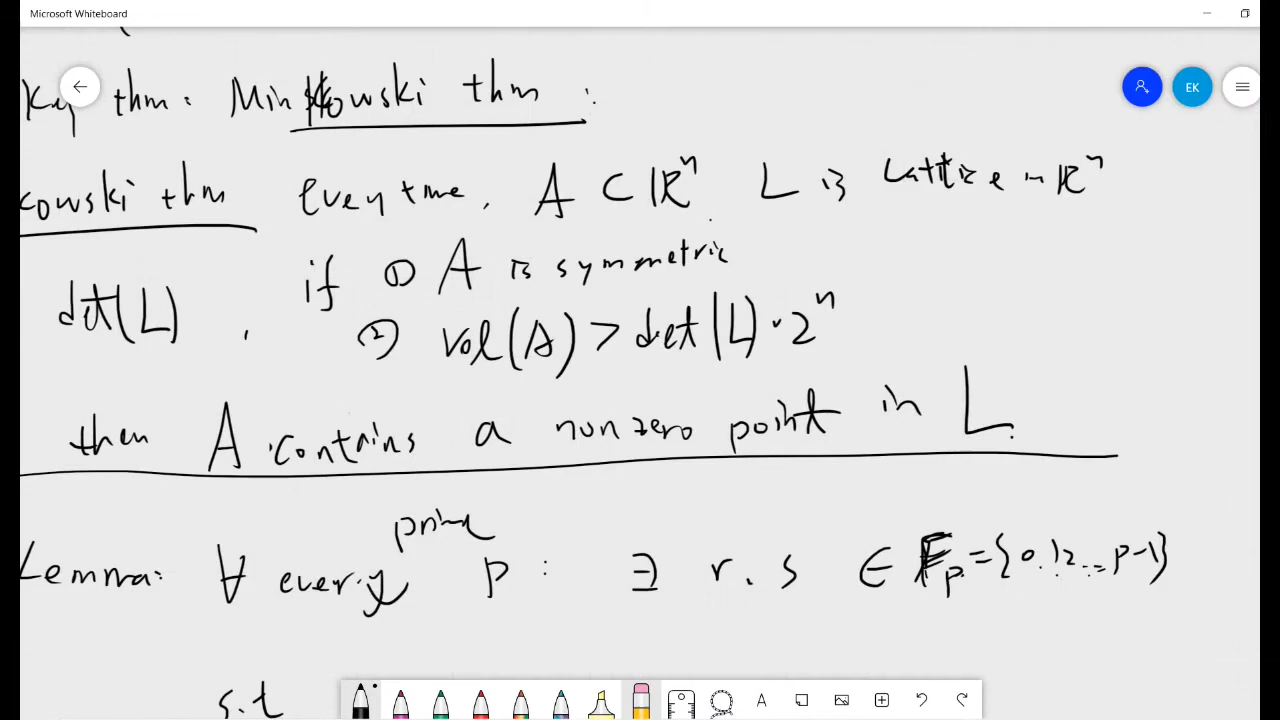 Microsoft Whiteboard
Key thm: Minkowski thm :
EK
kowski thm every time, A ⊂ ℝⁿ L is Lattice in ℝⁿ
det(L), if ① A is symmetric
② vol(A) > det(L)·2ⁿ
then A contains a nonzero point in L.
prime
Lemma: ∀ every p : ∃ r, s ∈ 𝔽ₚ = {0,1,2,...p-1}
s.t
A